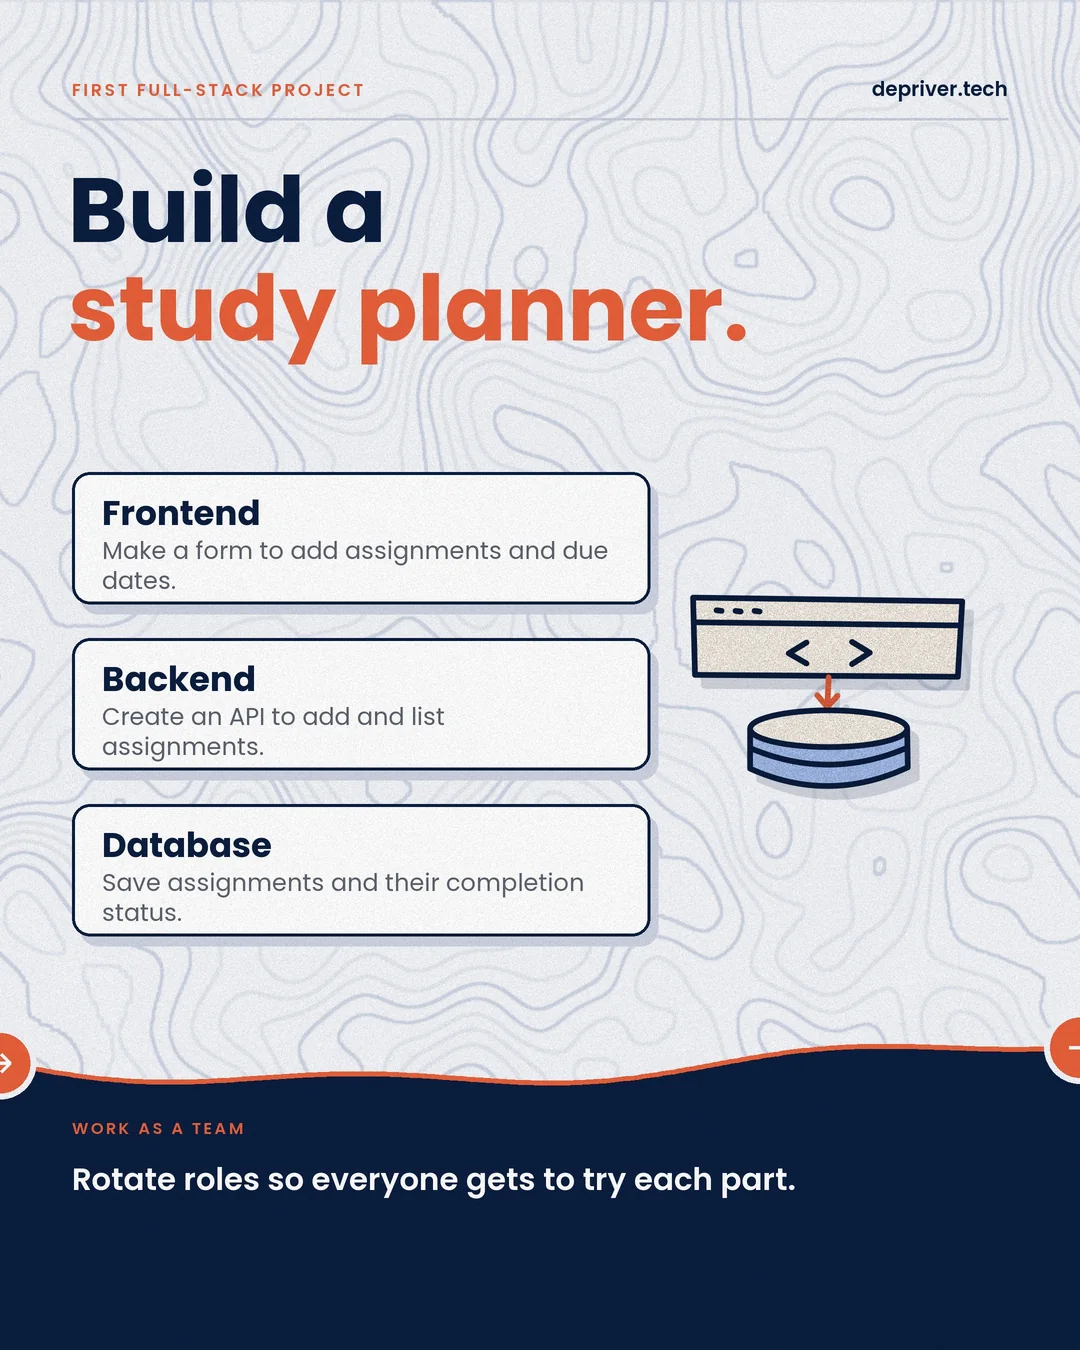 FIRST FULL-STACK PROJECT
depriver.tech
Build a
study planner.
Frontend
Make a form to add assignments and due
dates.
Backend
Create an API to add and list
assignments.
Database
Save assignments and their completion
status.
WORK AS A TEAM
Rotate roles so everyone gets to try each part.